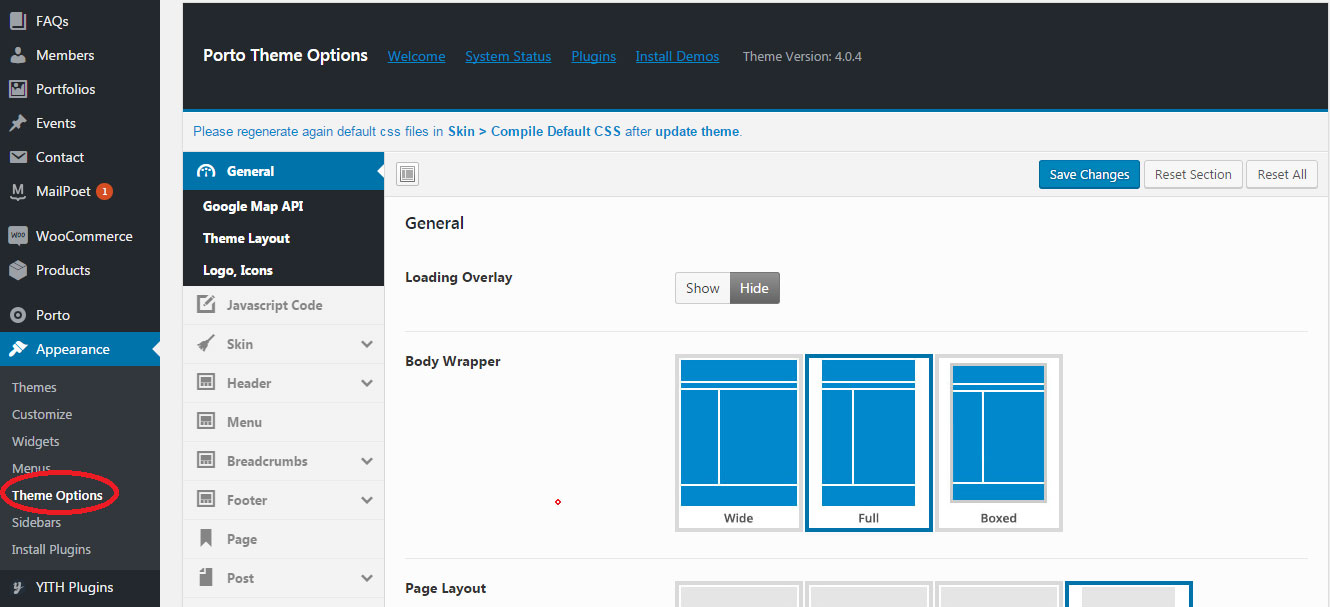 FAQs
Members
Portfolios
Events
Contact
MailPoet 1
WooCommerce
Products
Porto
Appearance
Themes
Customize
Widgets
Menus
Theme Options
Sidebars
Install Plugins
YITH Plugins
Porto Theme Options Welcome System Status Plugins Install Demos Theme Version: 4.0.4
Please regenerate again default css files in Skin > Compile Default CSS after update theme.
General
Google Map API
Theme Layout
Logo, Icons
Javascript Code
Skin
Header
Menu
Breadcrumbs
Footer
Page
Post
Save Changes Reset Section Reset All
General
Loading Overlay Show Hide
Body Wrapper
Wide Full Boxed
Page Layout